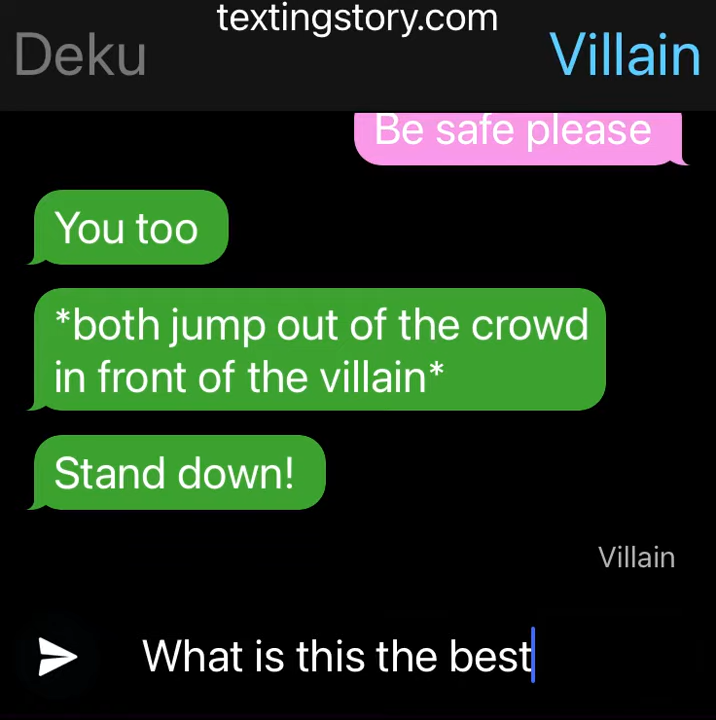 textingstory.com
Deku
Villain
Be safe please
You too
*both jump out of the crowd
in front of the villain*
Stand down!
Villain
What is this the best